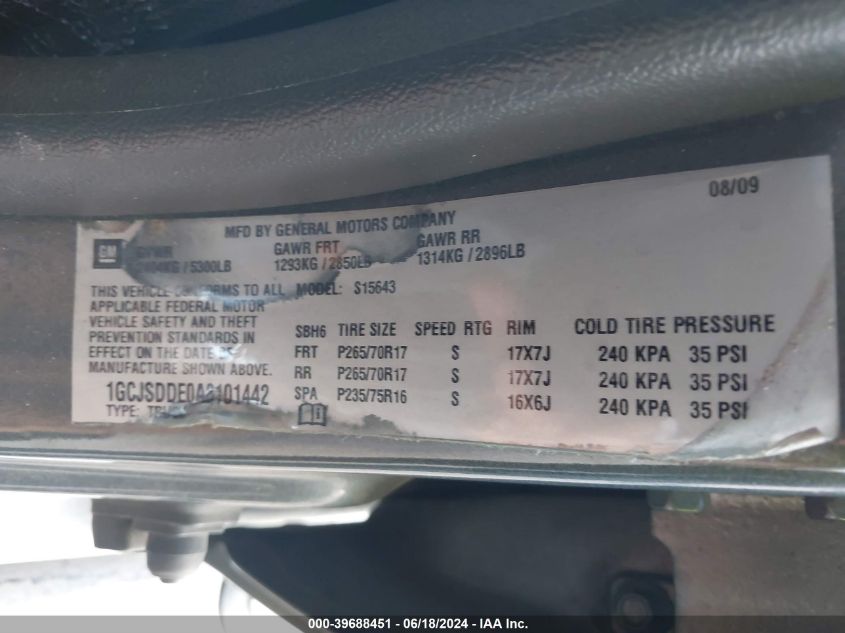 08/09
MFD BY GENERAL MOTORS COMPANY
GM
GVWR GAWR FRT GAWR RR
/ 5300LB 1293KG / 2850LB 1314KG / 2896LB
THIS VEHICLE CONFORMS TO ALL MODEL: S15643
APPLICABLE FEDERAL MOTOR
VEHICLE SAFETY AND THEFT
PREVENTION STANDARDS IN
EFFECT ON THE DATE OF
MANUFACTURE SHOWN ABOVE.
1GCJSDDE0A8101442
TYPE: TRUCK
SBH6 TIRE SIZE SPEED RTG RIM COLD TIRE PRESSURE
FRT P265/70R17 S 17X7J 240 KPA 35 PSI
RR P265/70R17 S 17X7J 240 KPA 35 PSI
SPA P235/75R16 S 16X6J 240 KPA 35 PSI
000-39688451 - 06/18/2024 - IAA Inc.